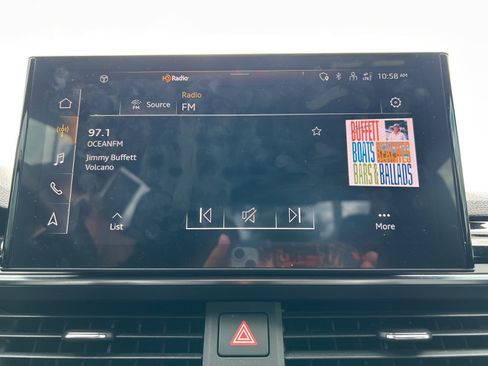 HD Radio
10:58 AM
Source
Radio
FM
97.1
OCEANFM
Jimmy Buffett
Volcano
BUFFETT
BOATS BEACHES
BARS & BALLADS
List
More